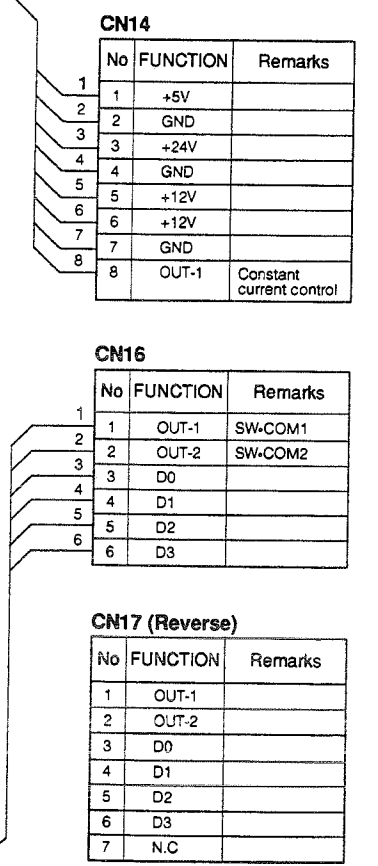 CN14
No FUNCTION Remarks
1 1 +5V
2 2 GND
3 3 +24V
4 4 GND
5 5 +12V
6 6 +12V
7 7 GND
8 8 OUT-1 Constant
current control
CN16
No FUNCTION Remarks
1 1 OUT-1 SW•COM1
2 2 OUT-2 SW•COM2
3 3 D0
4 4 D1
5 5 D2
6 6 D3
CN17 (Reverse)
No FUNCTION Remarks
1 OUT-1
2 OUT-2
3 D0
4 D1
5 D2
6 D3
7 N.C